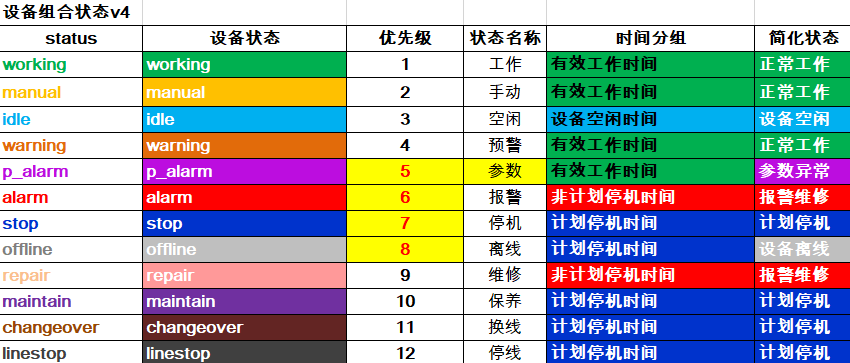 设备组合状态v4
status 设备状态 优先级 状态名称 时间分组 简化状态
working working 1 工作 有效工作时间 正常工作
manual manual 2 手动 有效工作时间 正常工作
idle idle 3 空闲 设备空闲时间 设备空闲
warning warning 4 预警 有效工作时间 正常工作
p_alarm p_alarm 5 参数 有效工作时间 参数异常
alarm alarm 6 报警 非计划停机时间 报警维修
stop stop 7 停机 计划停机时间 计划停机
offline offline 8 离线 计划停机时间 设备离线
repair repair 9 维修 非计划停机时间 报警维修
maintain maintain 10 保养 计划停机时间 计划停机
changeover changeover 11 换线 计划停机时间 计划停机
linestop linestop 12 停线 计划停机时间 计划停机